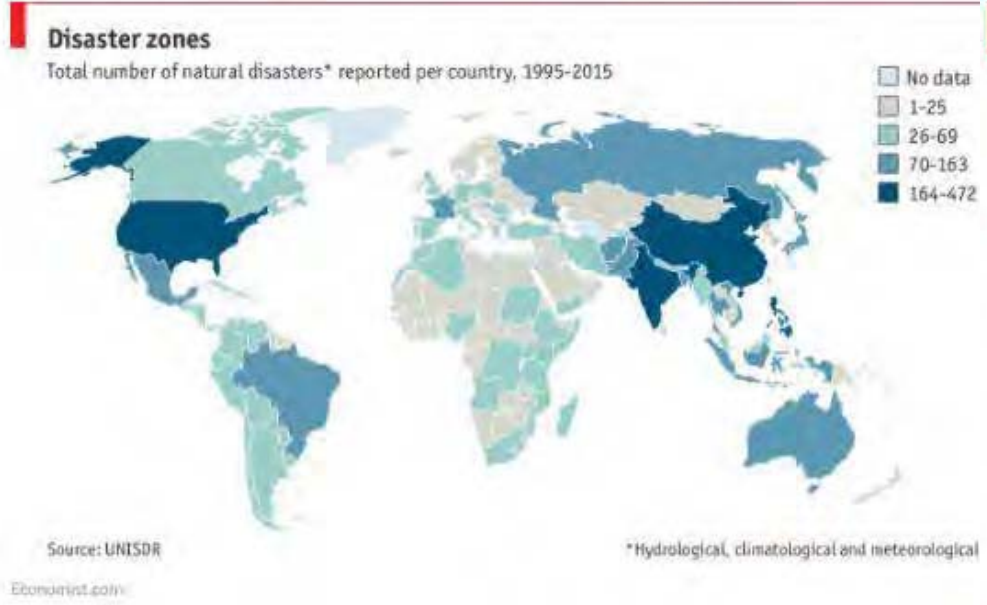 Disaster zones
Total number of natural disasters* reported per country, 1995-2015
No data
1-25
26-69
70-163
164-472
Source: UNISDR
*Hydrological, climatological and meteorological
Economist.com